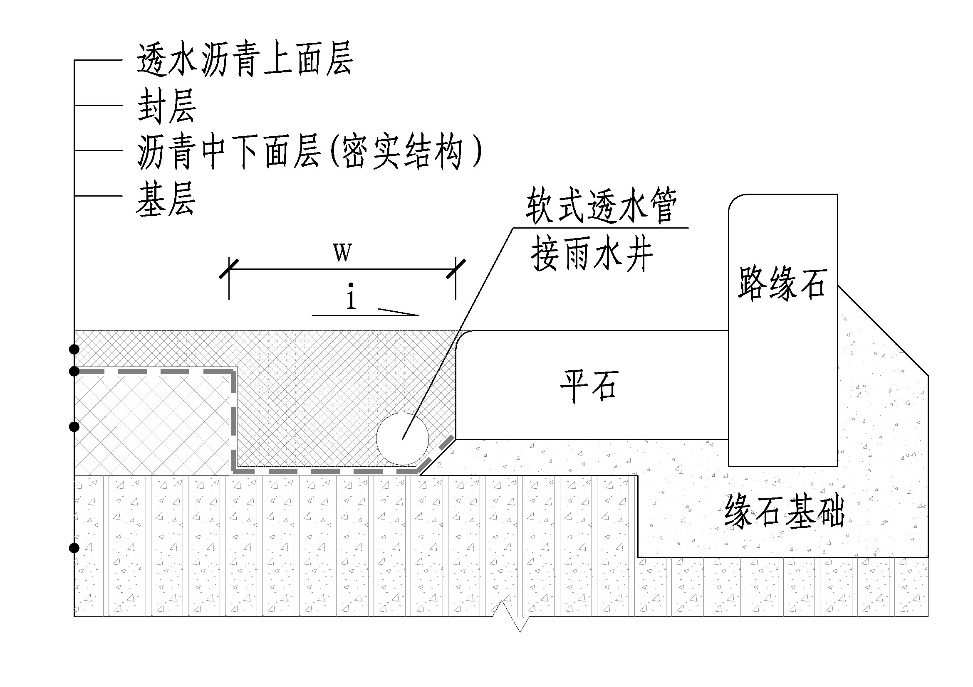 透水沥青上面层
封层
沥青中下面层(密实结构)
基层
软式透水管
接雨水井
W
i
路缘石
平石
缘石基础